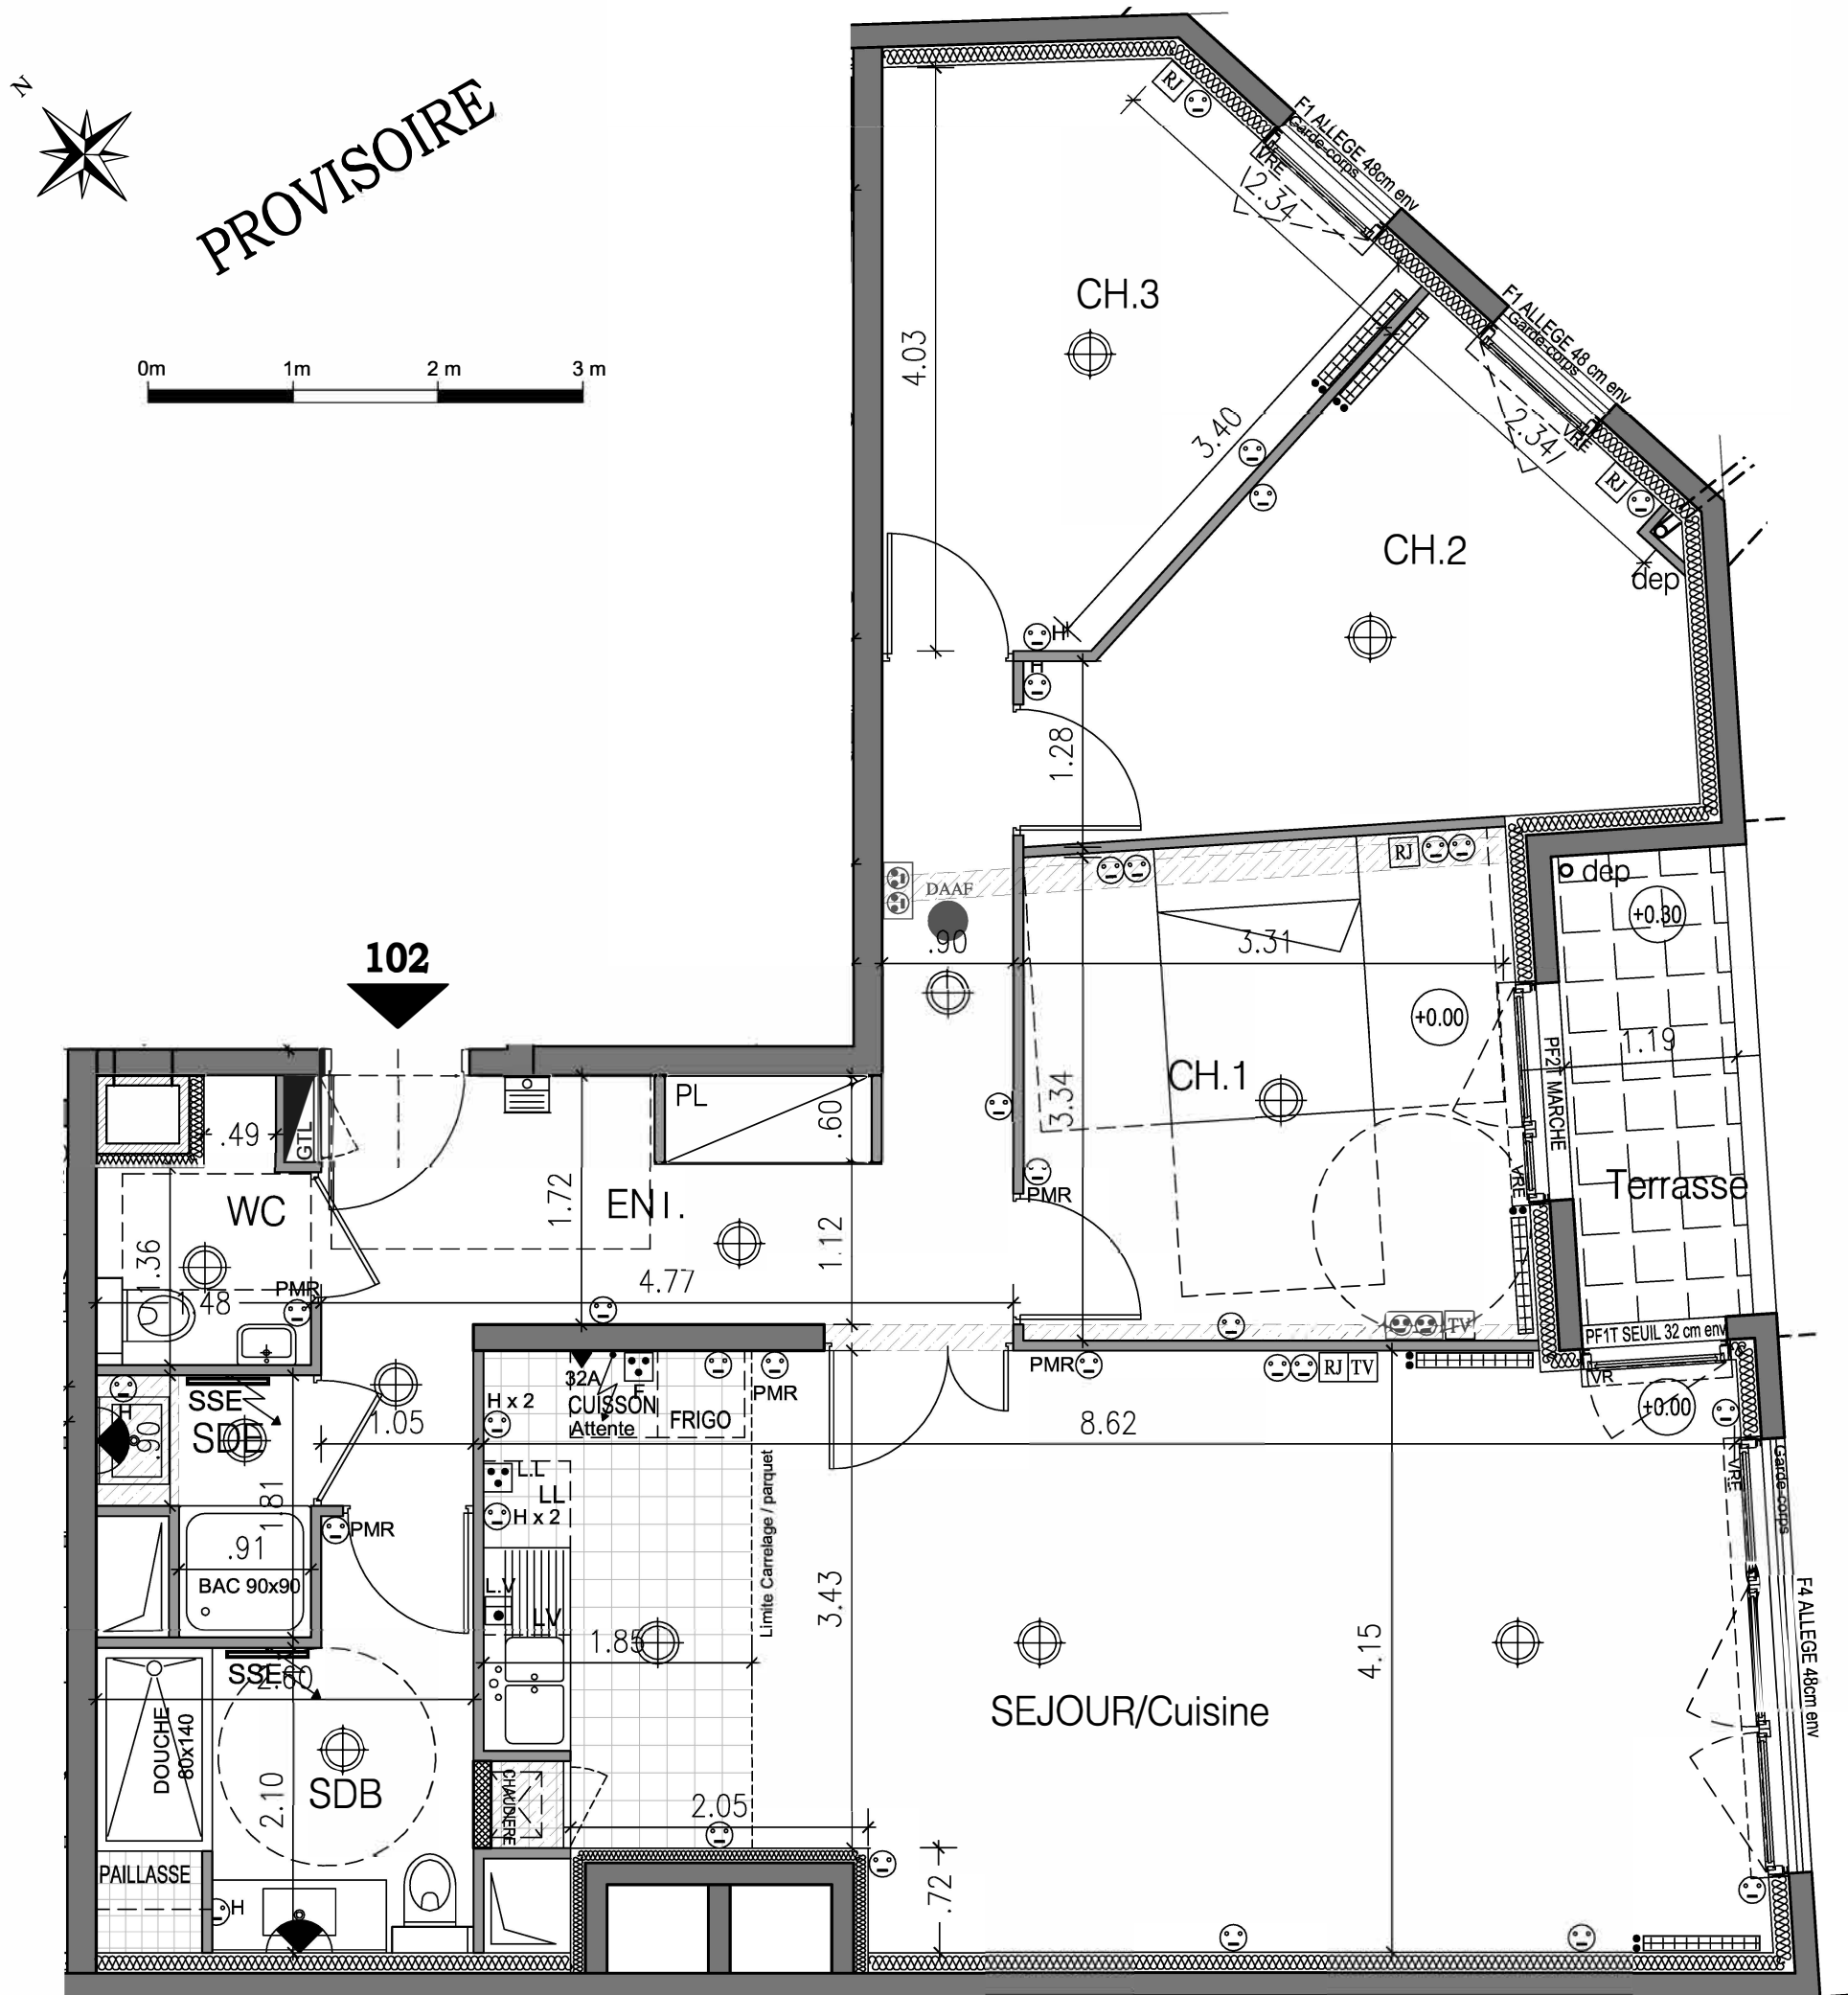 N
PROVISOIRE
0m 1m 2 m 3 m
RJ
F1 ALLEGE 48cm env
Garde-corps
VRE
2.34
CH.3
4.03
3.40
F1 ALLEGE 48 cm env
Garde-corps
VRE
2.34
RJ
CH.2
dep
H
H
1.28
RJ
dep
DAAF
+0.30
.90
3.31
102
+0.00
1.19
PF2T MARCHE
CH.1
3.34
PL
.60
GTL
.49
WC
1.72
1.12
PMR
VRE
Terrasse
1.36
4.77
PMR
1.48
TV
PF1T SEUIL 32 cm env
VR
32A
F
CUISSON
Attente
FRIGO
PMR
PMR
RJ TV
SSE
SDE
H
.90
1.05
H x 2
8.62
+0.00
VRE
Garde-corps
L.L
LL
H x 2
Limite Carrelage / parquet
1.81
PMR
.91
BAC 90x90
L.V
LV
3.43
1.85
4.15
F4 ALLEGE 48cm env
SSE
2.60
SEJOUR/Cuisine
DOUCHE
80x140
2.10
SDB
CHAUDIERE
2.05
PAILLASSE
H
.72